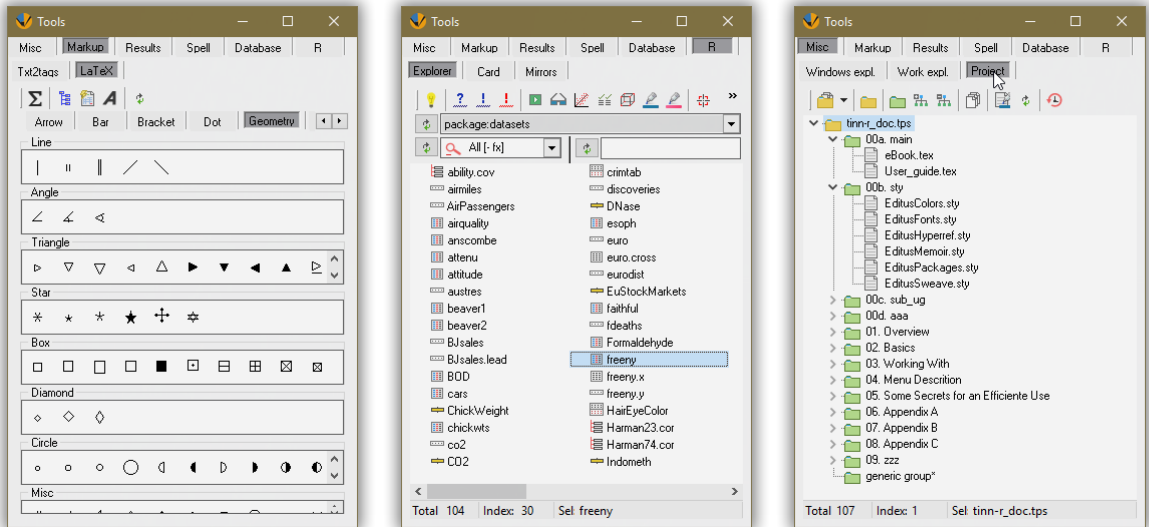 Tools
Misc Markup Results Spell Database R
Txt2tags LaTeX
Arrow Bar Bracket Dot Geometry
Line
Angle
Triangle
Star
Box
Diamond
Circle
Misc
Tools
Misc Markup Results Spell Database R
Explorer Card Mirrors
package:datasets
All [- fx]
ability.cov
airmiles
AirPassengers
airquality
anscombe
attenu
attitude
austres
beaver1
beaver2
BJsales
BJsales.lead
BOD
cars
ChickWeight
chickwts
co2
CO2
crimtab
discoveries
DNase
esoph
euro
euro.cross
eurodist
EuStockMarkets
faithful
fdeaths
Formaldehyde
freeny
freeny.x
freeny.y
HairEyeColor
Harman23.cor
Harman74.cor
Indometh
Total 104 Index: 30 Sel: freeny
Tools
Misc Markup Results Spell Database R
Windows expl. Work expl. Project
tinn-r_doc.tps
00a. main
eBook.tex
User_guide.tex
00b. sty
EditusColors.sty
EditusFonts.sty
EditusHyperref.sty
EditusMemoir.sty
EditusPackages.sty
EditusSweave.sty
00c. sub_ug
00d. aaa
01. Overview
02. Basics
03. Working With
04. Menu Descrition
05. Some Secrets for an Efficiente Use
06. Appendix A
07. Appendix B
08. Appendix C
09. zzz
generic group*
Total 107 Index: 1 Sel: tinn-r_doc.tps